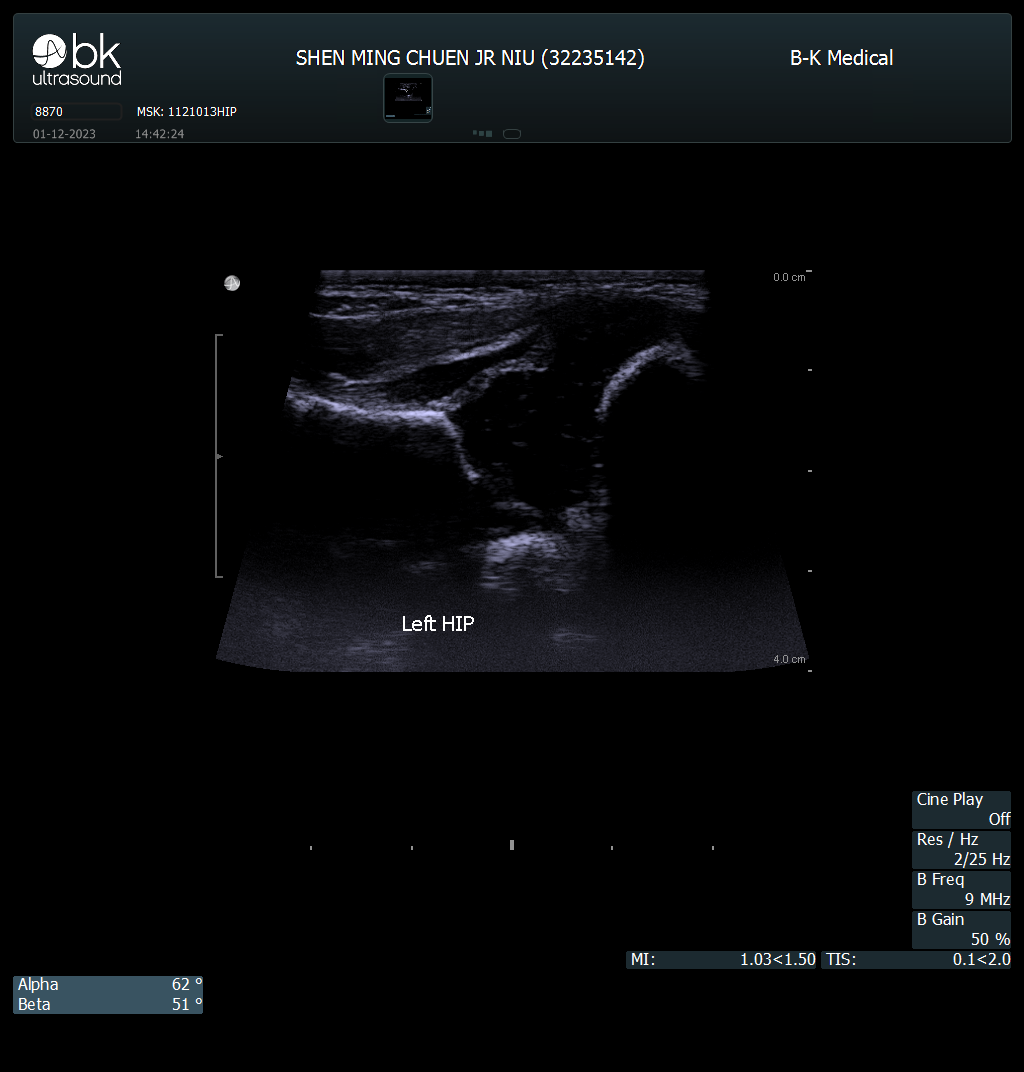 bk
ultrasound
SHEN MING CHUEN JR NIU (32235142)
B-K Medical
8870
MSK: 1121013HIP
01-12-2023
14:42:24
0.0 cm
Left HIP
4.0 cm
Cine Play
Off
Res / Hz
2/25 Hz
B Freq
9 MHz
B Gain
50 %
MI: 1.03<1.50
TIS: 0.1<2.0
Alpha 62 º
Beta 51 º